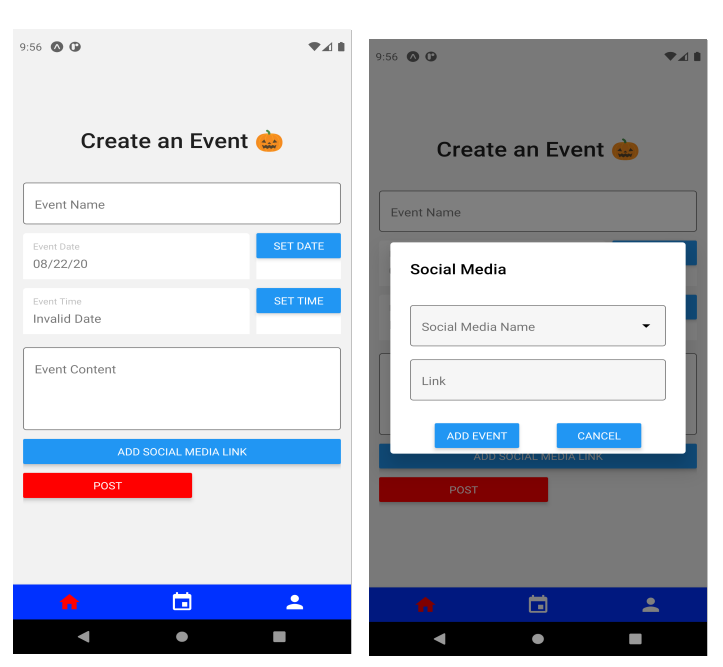 9:56
Create an Event 🎃
Event Name
Event Date
08/22/20
SET DATE
Event Time
Invalid Date
SET TIME
Event Content
ADD SOCIAL MEDIA LINK
POST
9:56
Create an Event 🎃
Event Name
Social Media
Social Media Name
Link
ADD EVENT
CANCEL
ADD SOCIAL MEDIA LINK
POST